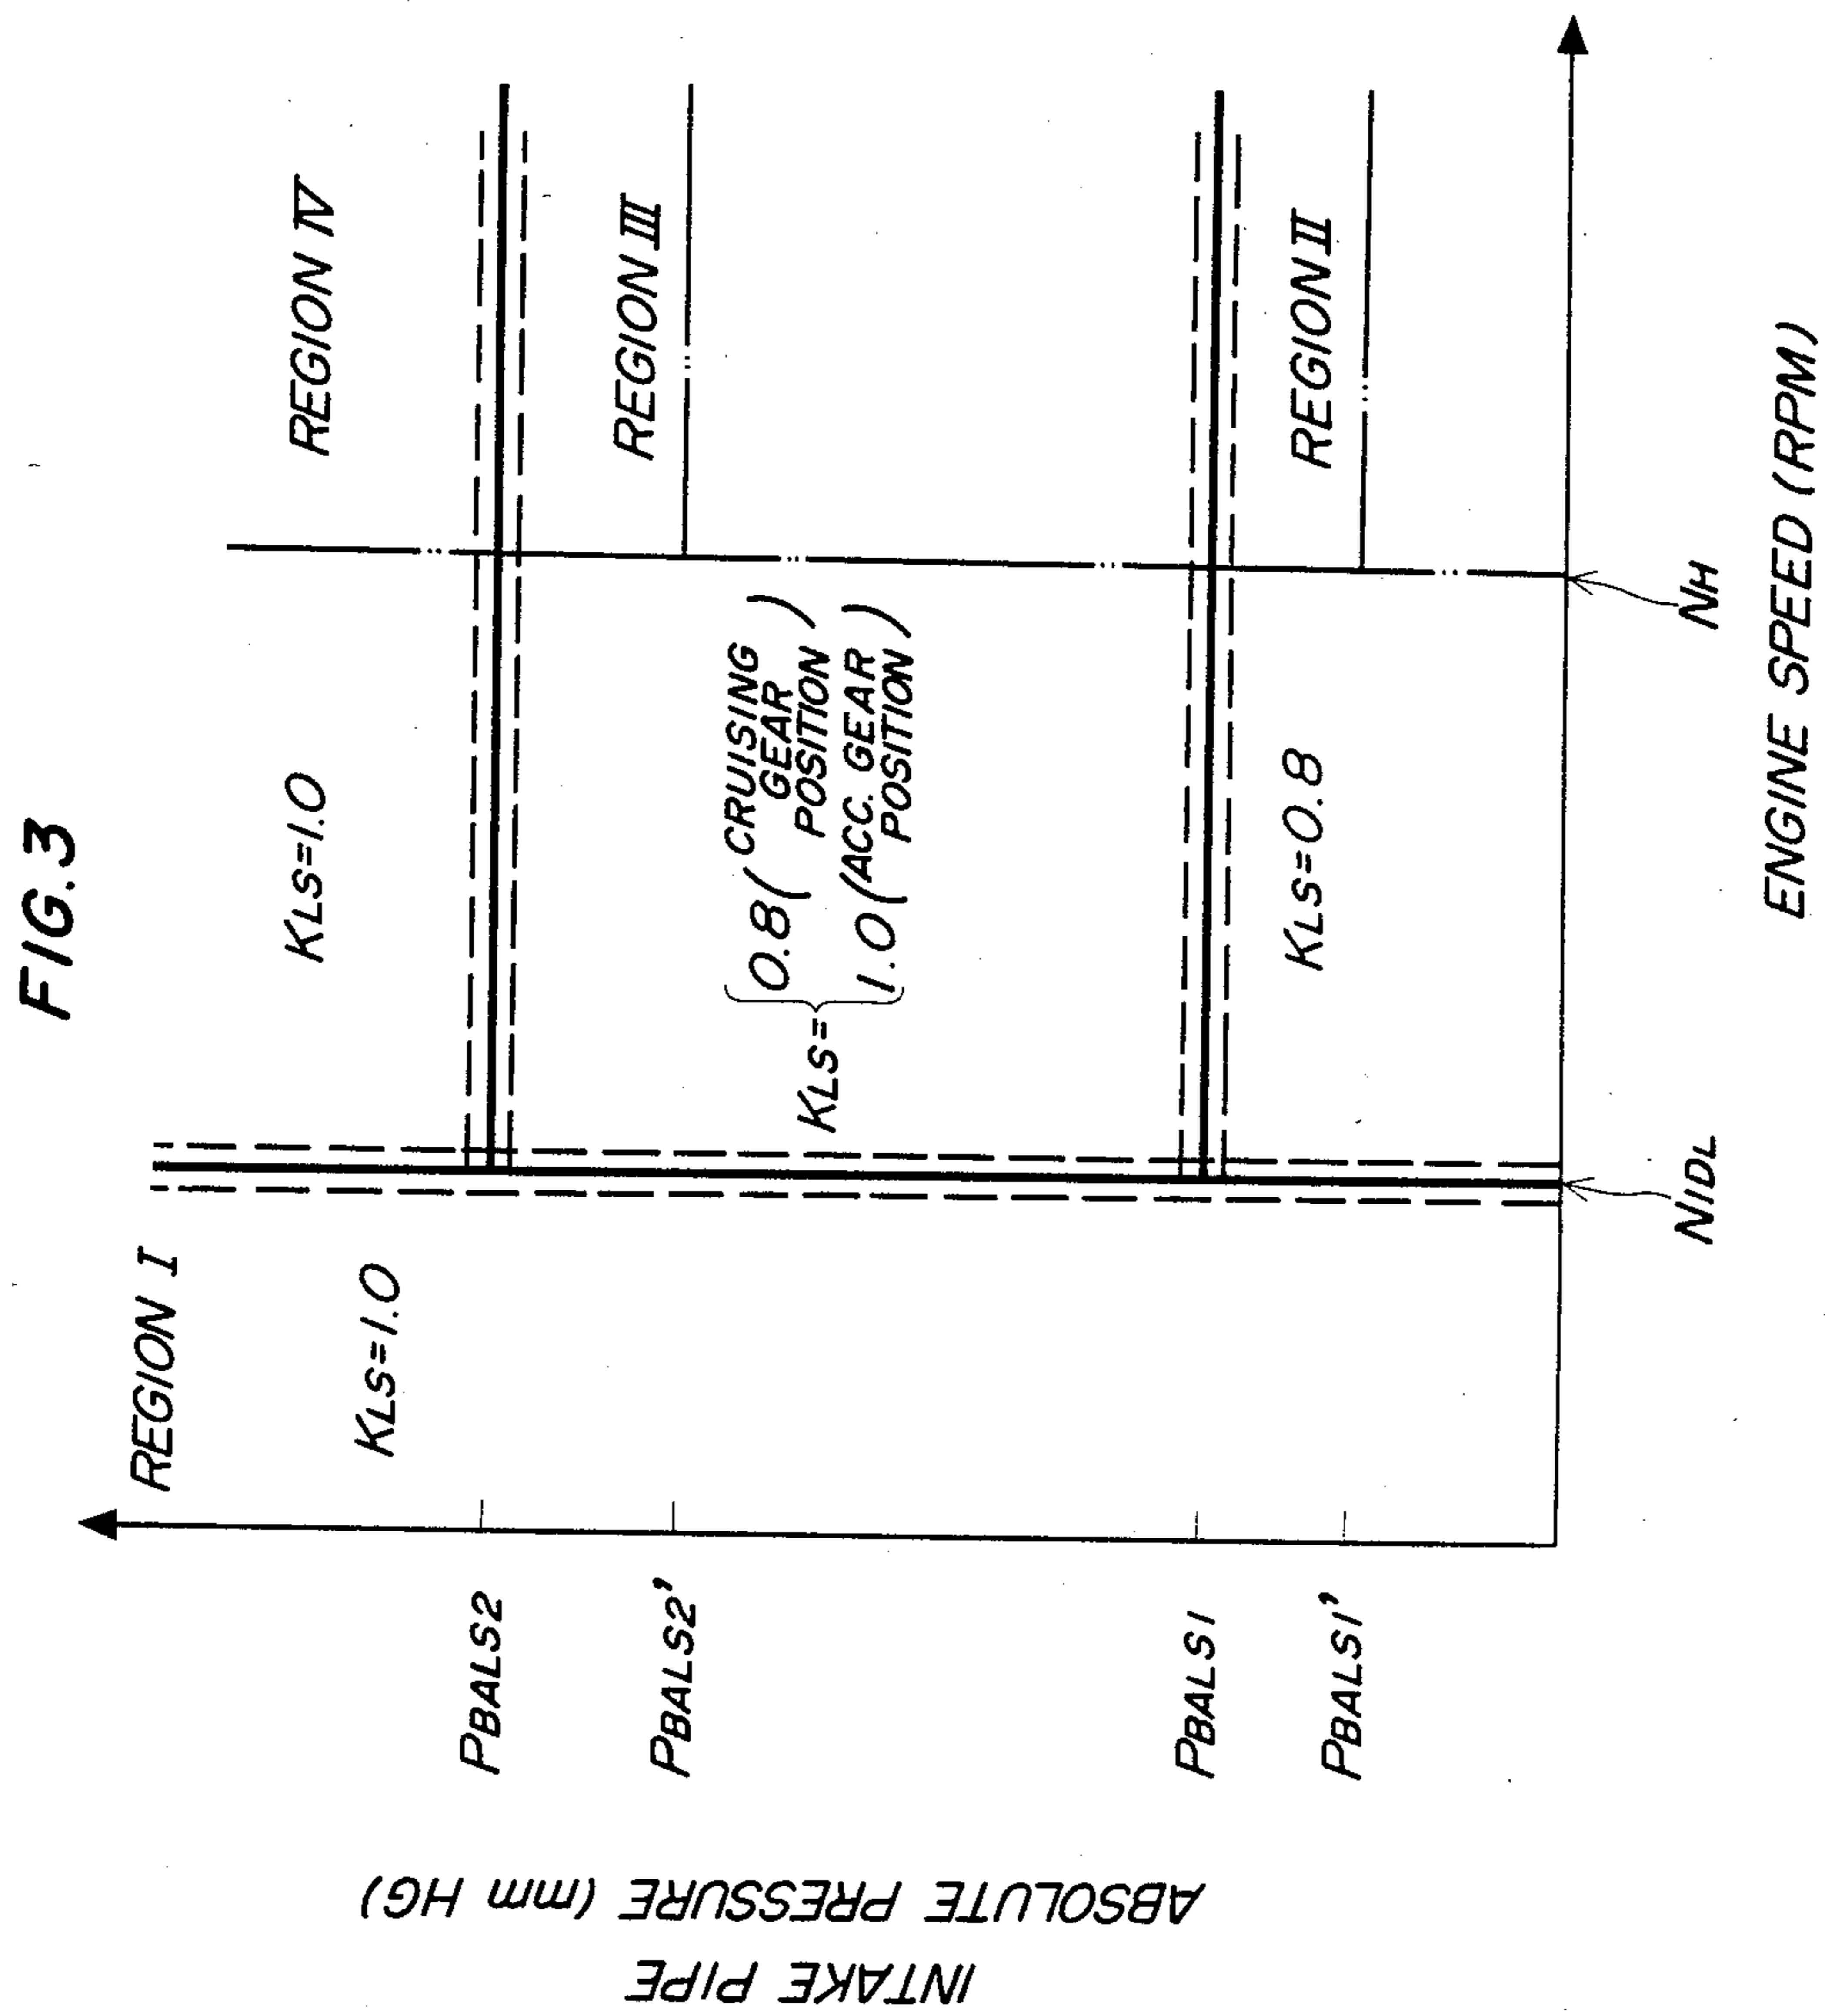 FIG.3
REGION I
KLS=1.0
KLS=1.0
REGION IV
REGION III
KLS=
0.8 ( CRUISING
GEAR
POSITION )
1.0 ( ACC. GEAR
POSITION )
KLS=0.8
REGION II
PBALS2
PBALS2'
PBALS1
PBALS1'
INTAKE PIPE
ABSOLUTE PRESSURE (mm HG)
NIDL
NH
ENGINE SPEED (RPM)